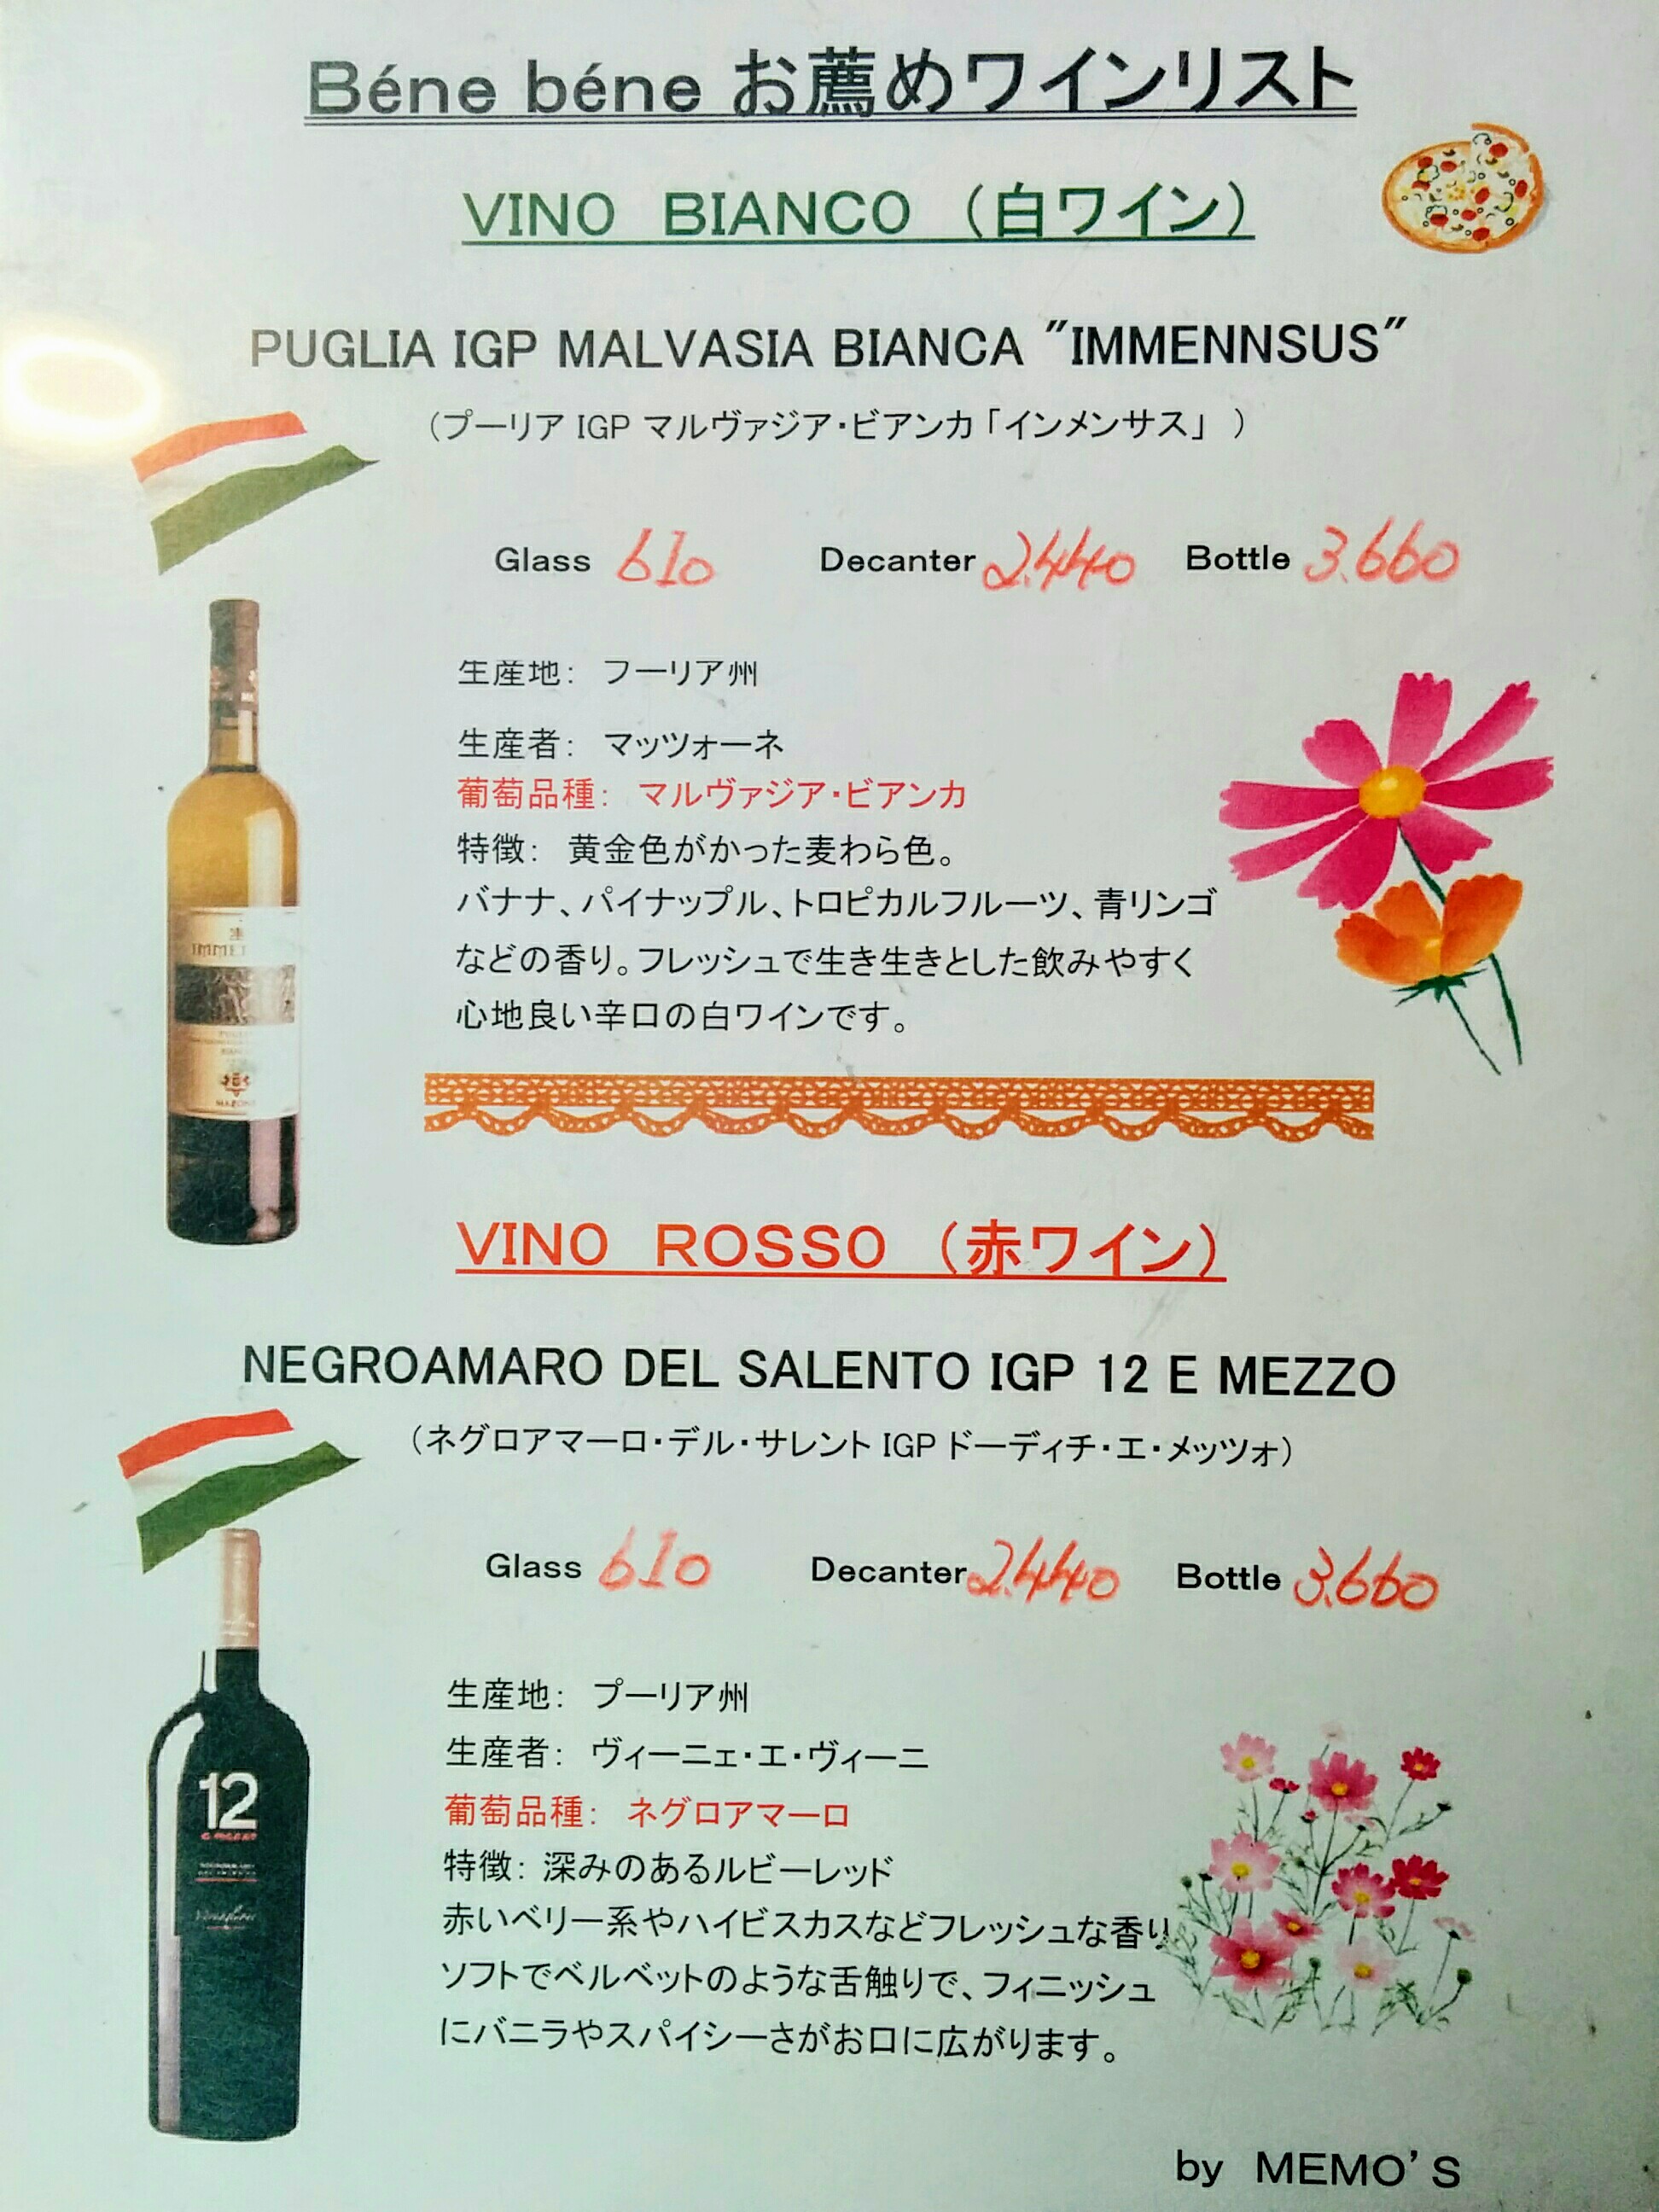 Béne béne お薦めワインリスト
VINO BIANCO （白ワイン）
PUGLIA IGP MALVASIA BIANCA "IMMENNSUS"
（プーリア IGP マルヴァジア・ビアンカ「インメンサス」 ）
Glass 610 Decanter 2.440 Bottle 3.660
生産地： フーリア州
生産者： マッツォーネ
葡萄品種： マルヴァジア・ビアンカ
特徴： 黄金色がかった麦わら色。
バナナ、パイナップル、トロピカルフルーツ、青リンゴ
などの香り。フレッシュで生き生きとした飲みやすく
心地良い辛口の白ワインです。
VINO ROSSO （赤ワイン）
NEGROAMARO DEL SALENTO IGP 12 E MEZZO
（ネグロアマーロ・デル・サレント IGP ドーディチ・エ・メッツォ）
Glass 610 Decanter 2.440 Bottle 3.660
生産地： プーリア州
生産者： ヴィーニェ・エ・ヴィーニ
葡萄品種： ネグロアマーロ
特徴： 深みのあるルビーレッド
赤いベリー系やハイビスカスなどフレッシュな香り
ソフトでベルベットのような舌触りで、フィニッシュ
にバニラやスパイシーさがお口に広がります。
12
by MEMO'S